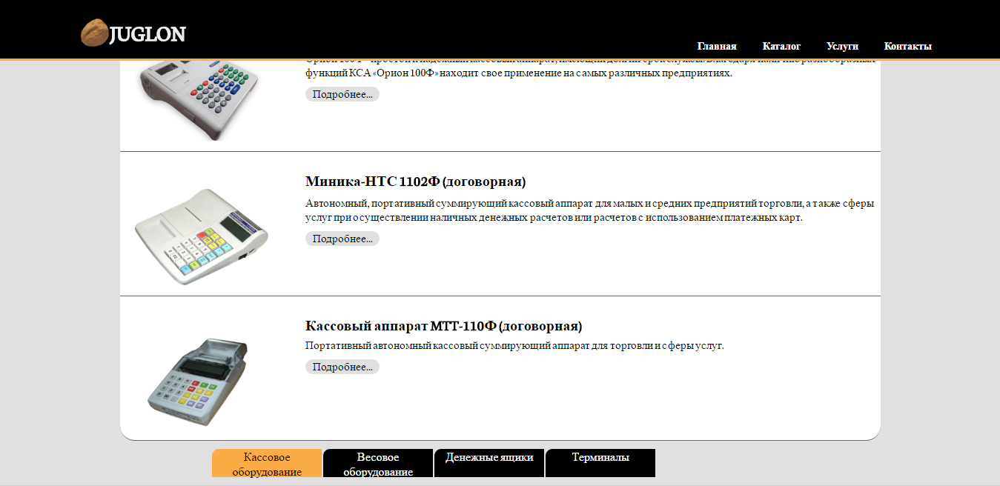 JUGLON
Главная Каталог Услуги Контакты
функций КСА «Орион 100Ф» находит свое применение на самых различных предприятиях.
Подробнее...
Миника-НТС 1102Ф (договорная)
Автономный, портативный суммирующий кассовый аппарат для малых и средних предприятий торговли, а также сферы
услуг при осуществлении наличных денежных расчетов или расчетов с использованием платежных карт.
Подробнее...
Кассовый аппарат МТТ-110Ф (договорная)
Портативный автономный кассовый суммирующий аппарат для торговли и сферы услуг.
Подробнее...
Кассовое
оборудование
Весовое
оборудование
Денежные ящики
Терминалы